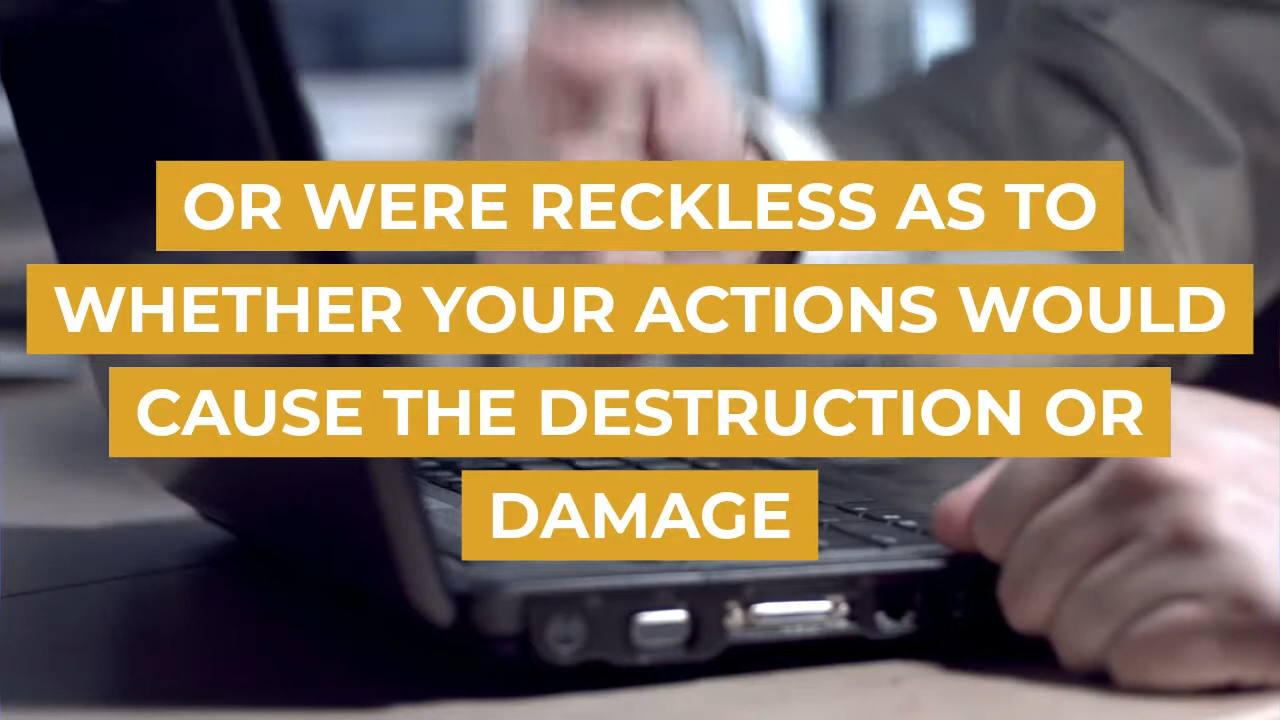 OR WERE RECKLESS AS TO
WHETHER YOUR ACTIONS WOULD
CAUSE THE DESTRUCTION OR
DAMAGE